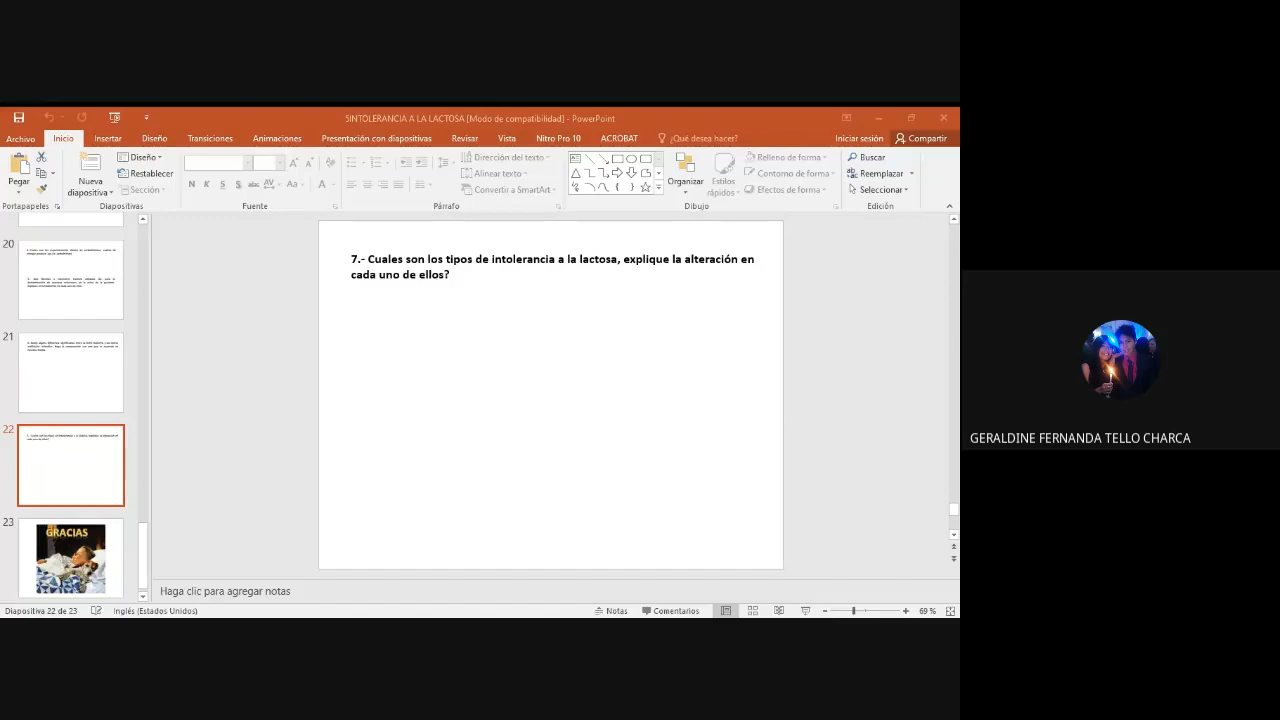 SINTOLERANCIA A LA LACTOSA [Modo de compatibilidad] - PowerPoint
Archivo Inicio Insertar Diseño Transiciones Animaciones Presentación con diapositivas Revisar Vista Nitro Pro 10 ACROBAT ¿Qué desea hacer? Iniciar sesión Compartir
Pegar
Nueva
diapositiva
Diseño
Restablecer
Sección
N K S S abc AV Aa A
Dirección del texto
Alinear texto
Convertir a SmartArt
Organizar
Estilos
rápidos
Relleno de forma
Contorno de forma
Efectos de forma
Buscar
Reemplazar
Seleccionar
Portapapeles Diapositivas Fuente Párrafo Dibujo Edición
20
21
22
23
GRACIAS
7.- Cuales son los tipos de intolerancia a la lactosa, explique la alteración en
cada uno de ellos?
Haga clic para agregar notas
Diapositiva 22 de 23 Inglés (Estados Unidos) Notas Comentarios 69 %
GERALDINE FERNANDA TELLO CHARCA